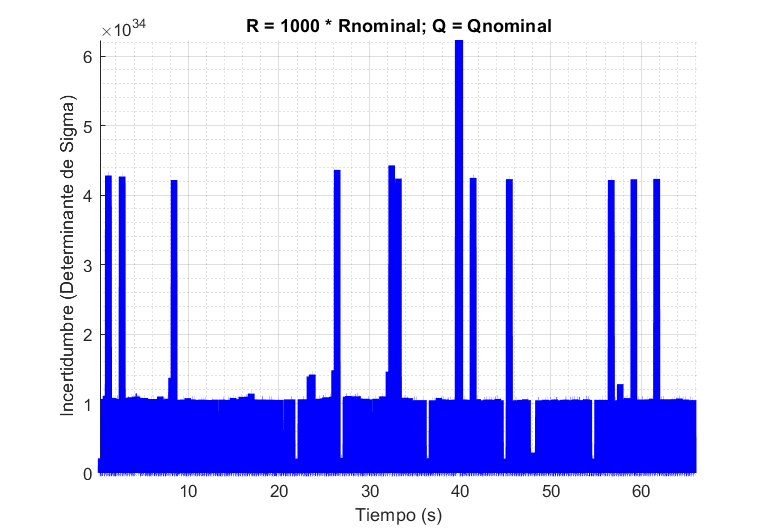 ×10^34
R = 1000 * Rnominal; Q = Qnominal
Incertidumbre (Determinante de Sigma)
6
5
4
3
2
1
0
10 20 30 40 50 60
Tiempo (s)